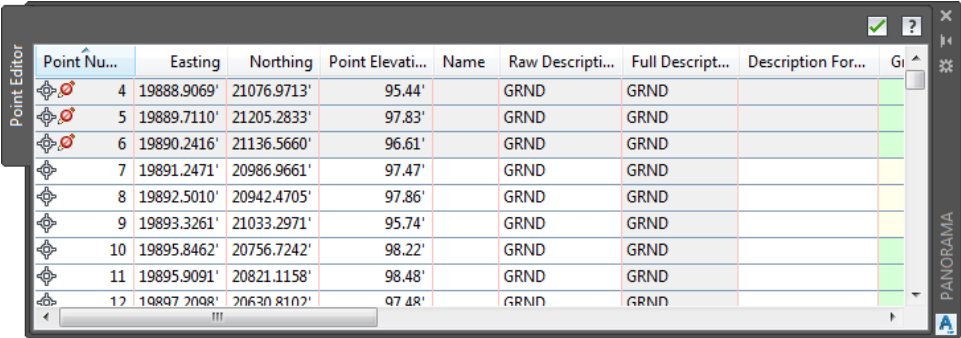 Point Editor
?
Point Nu... Easting Northing Point Elevati... Name Raw Descripti... Full Descript... Description For... Gr
4 19888.9069' 21076.9713' 95.44' GRND GRND
5 19889.7110' 21205.2833' 97.83' GRND GRND
6 19890.2416' 21136.5660' 96.61' GRND GRND
7 19891.2471' 20986.9661' 97.47' GRND GRND
8 19892.5010' 20942.4705' 97.86' GRND GRND
9 19893.3261' 21033.2971' 95.74' GRND GRND
10 19895.8462' 20756.7242' 98.22' GRND GRND
11 19895.9091' 20821.1158' 98.48' GRND GRND
12 19897.2098' 20630.8102' 97.48' GRND GRND
PANORAMA
A